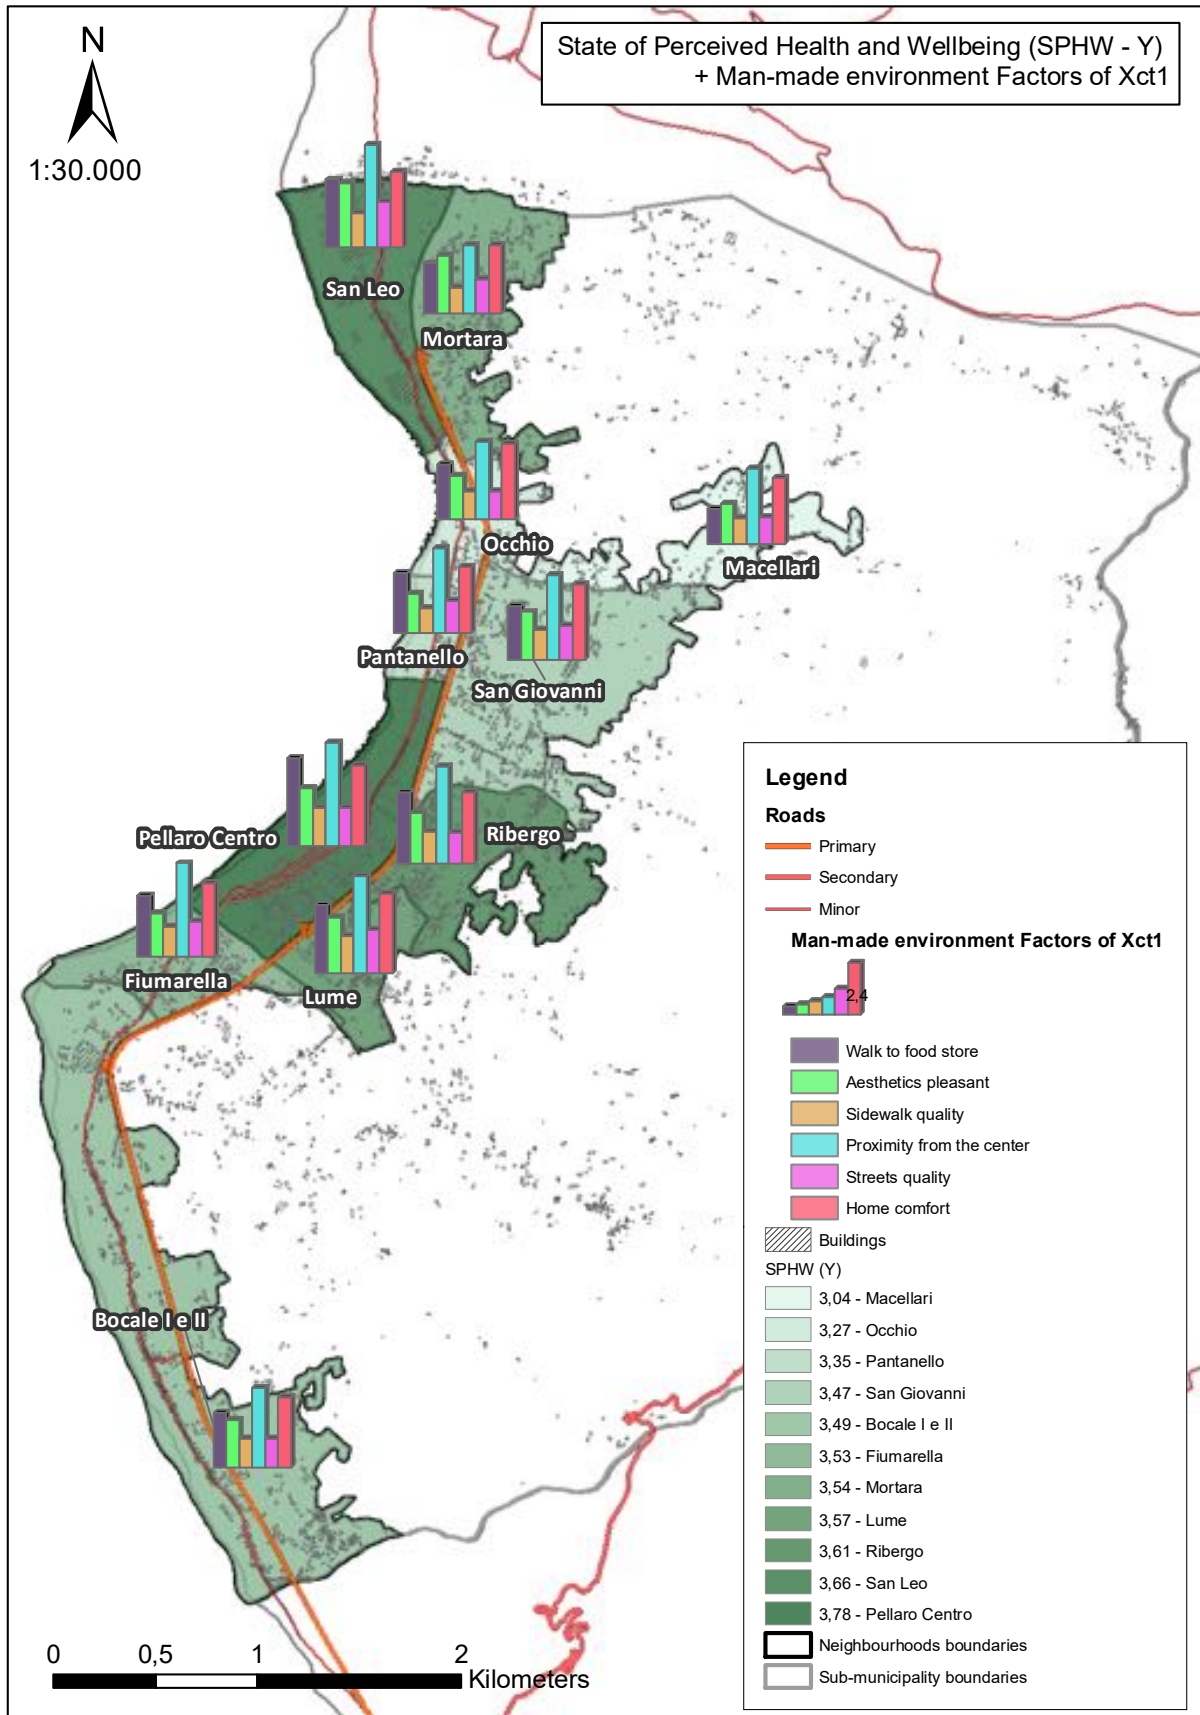 State of Perceived Health and Wellbeing (SPHW - Y)
+ Man-made environment Factors of Xct1
N
1:30.000
San Leo
Mortara
Occhio
Macellari
Pantanello
San Giovanni
Pellaro Centro
Ribergo
Fiumarella
Lume
Bocale I e II
Legend
Roads
Primary
Secondary
Minor
Man-made environment Factors of Xct1
2,4
Walk to food store
Aesthetics pleasant
Sidewalk quality
Proximity from the center
Streets quality
Home comfort
Buildings
SPHW (Y)
3,04 - Macellari
3,27 - Occhio
3,35 - Pantanello
3,47 - San Giovanni
3,49 - Bocale I e II
3,53 - Fiumarella
3,54 - Mortara
3,57 - Lume
3,61 - Ribergo
3,66 - San Leo
3,78 - Pellaro Centro
Neighbourhoods boundaries
Sub-municipality boundaries
0 0,5 1 2
Kilometers